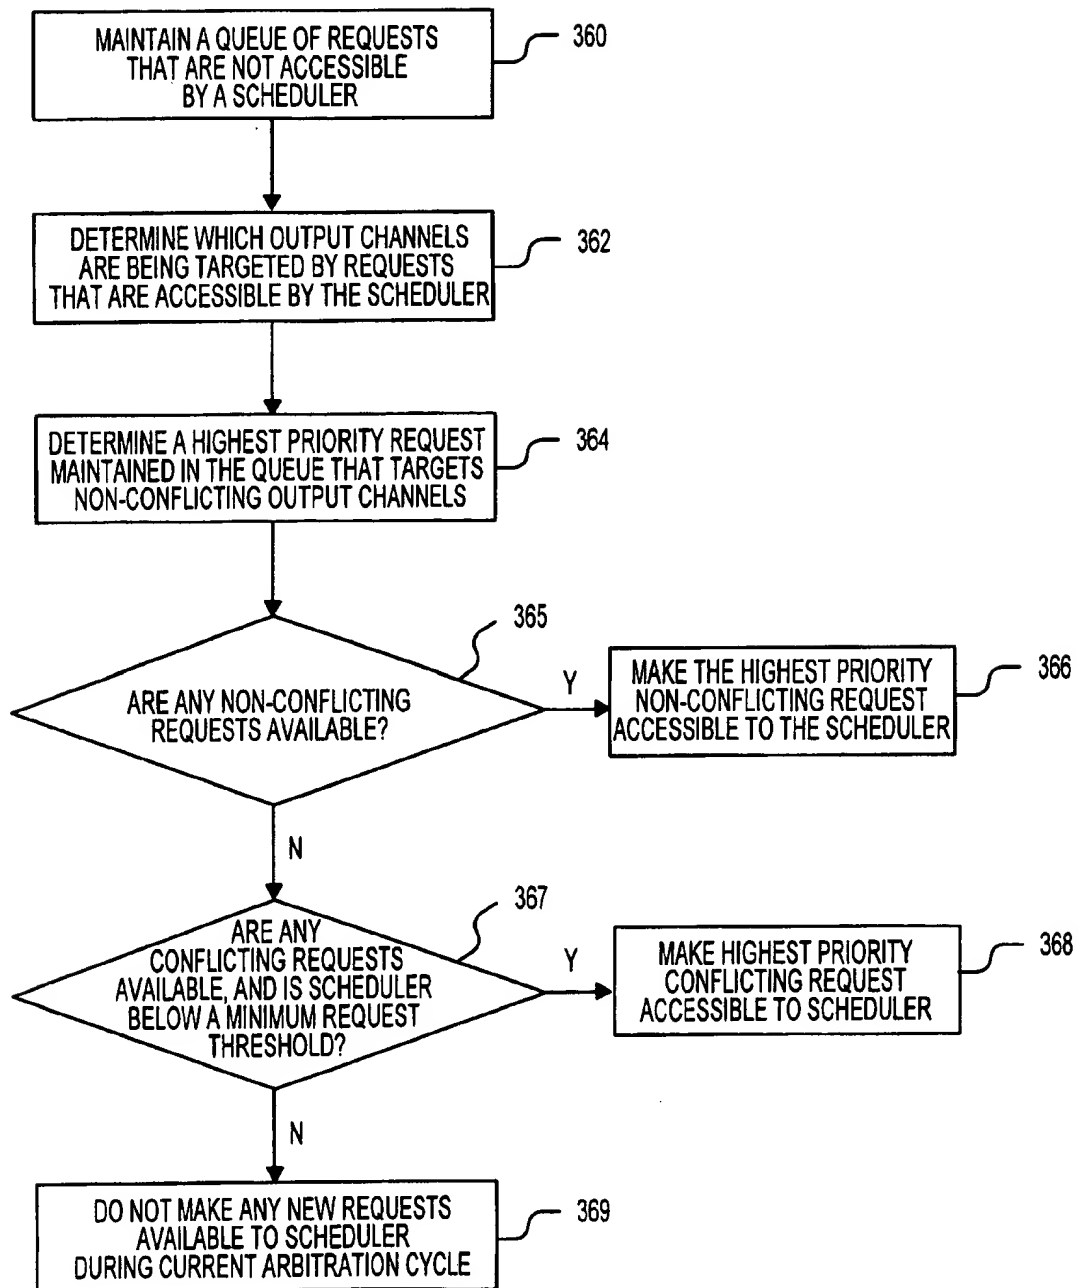 MAINTAIN A QUEUE OF REQUESTS
THAT ARE NOT ACCESSIBLE
BY A SCHEDULER
360
DETERMINE WHICH OUTPUT CHANNELS
ARE BEING TARGETED BY REQUESTS
THAT ARE ACCESSIBLE BY THE SCHEDULER
362
DETERMINE A HIGHEST PRIORITY REQUEST
MAINTAINED IN THE QUEUE THAT TARGETS
NON-CONFLICTING OUTPUT CHANNELS
364
ARE ANY NON-CONFLICTING
REQUESTS AVAILABLE?
365
Y
MAKE THE HIGHEST PRIORITY
NON-CONFLICTING REQUEST
ACCESSIBLE TO THE SCHEDULER
366
N
ARE ANY
CONFLICTING REQUESTS
AVAILABLE, AND IS SCHEDULER
BELOW A MINIMUM REQUEST
THRESHOLD?
367
Y
MAKE HIGHEST PRIORITY
CONFLICTING REQUEST
ACCESSIBLE TO SCHEDULER
368
N
DO NOT MAKE ANY NEW REQUESTS
AVAILABLE TO SCHEDULER
DURING CURRENT ARBITRATION CYCLE
369